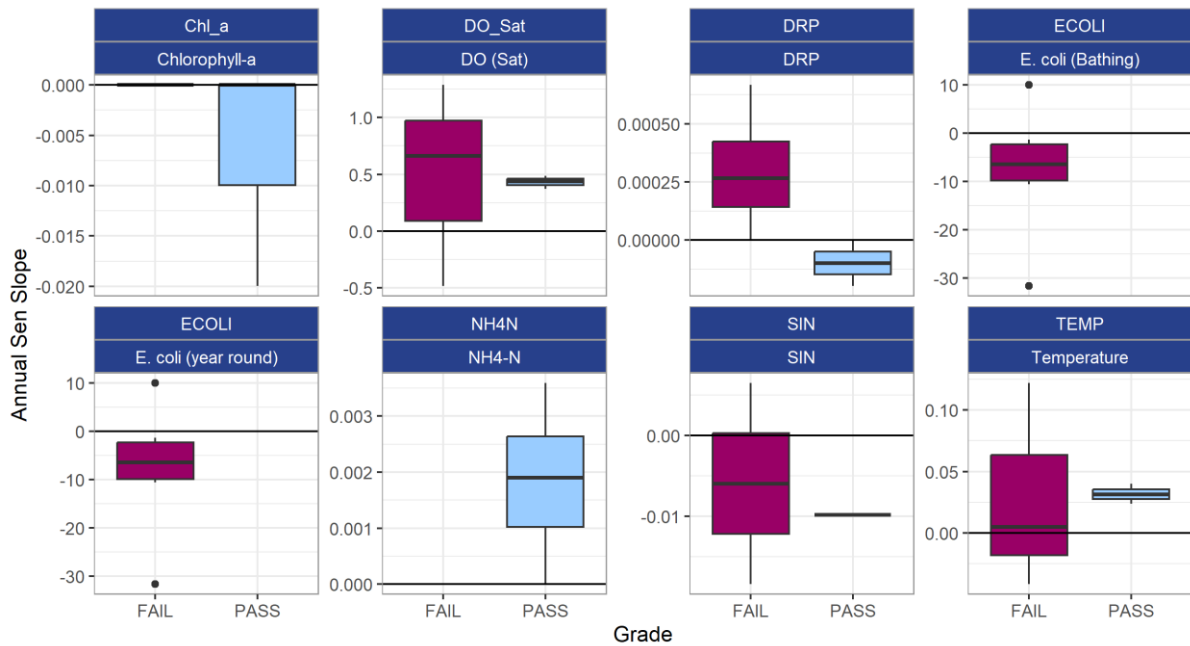 Annual Sen Slope
Chl_a
Chlorophyll-a
0.000
-0.005
-0.010
-0.015
-0.020
DO_Sat
DO (Sat)
1.0
0.5
0.0
-0.5
DRP
DRP
0.00050
0.00025
0.00000
ECOLI
E. coli (Bathing)
10
0
-10
-20
-30
ECOLI
E. coli (year round)
10
0
-10
-20
-30
FAIL PASS
NH4N
NH4-N
0.003
0.002
0.001
0.000
FAIL PASS
SIN
SIN
0.00
-0.01
FAIL PASS
TEMP
Temperature
0.10
0.05
0.00
FAIL PASS
Grade